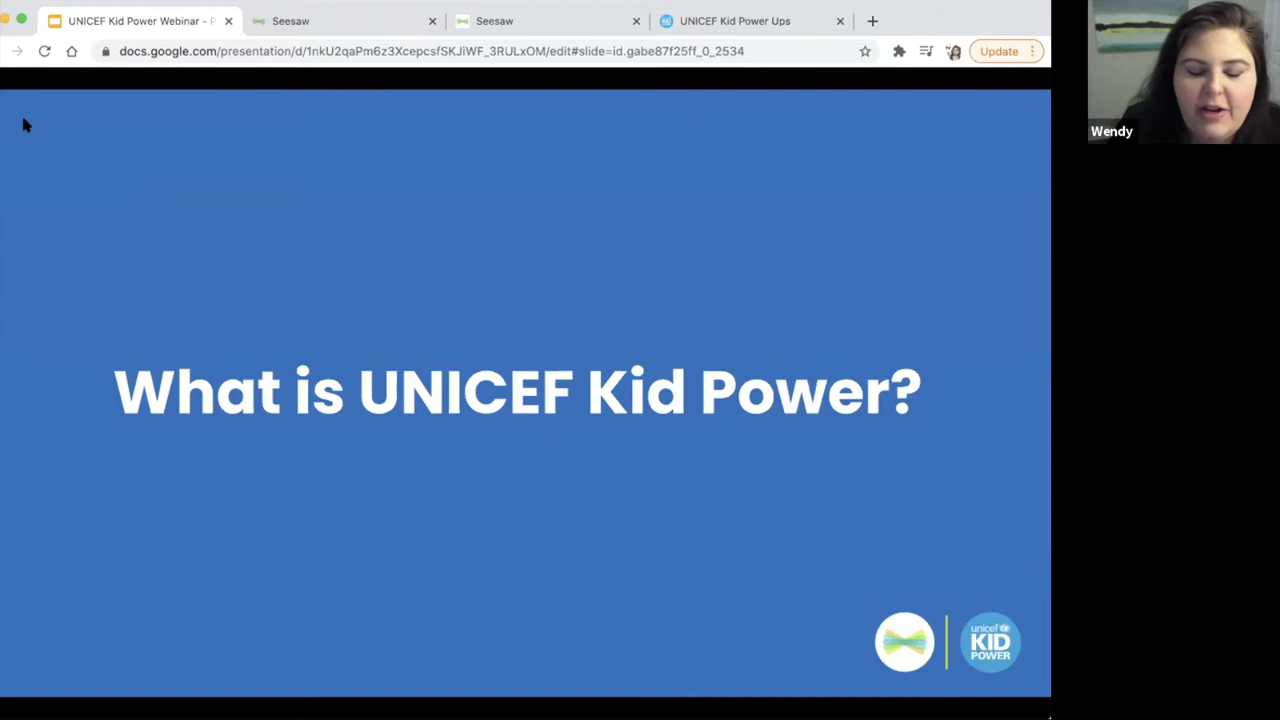 UNICEF Kid Power Webinar - P
Seesaw
Seesaw
UNICEF Kid Power Ups
docs.google.com/presentation/d/1nkU2qaPm6z3XcepcsfSKJiWF_3RULxOM/edit#slide=id.gabe87f25ff_0_2534
Update
Wendy
What is UNICEF Kid Power?
unicef
KID
POWER